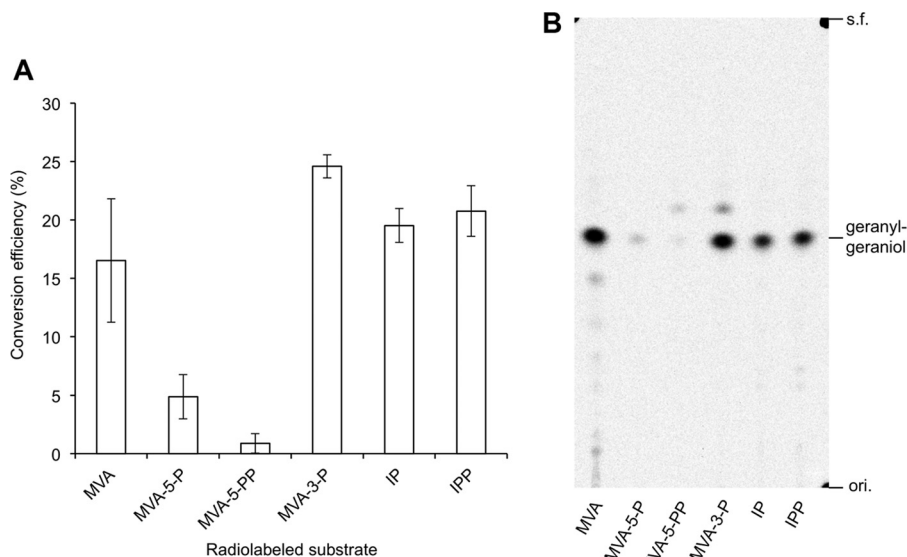 A
Conversion efficiency (%)
30
25
20
15
10
5
0
MVA
MVA-5-P
MVA-5-PP
MVA-3-P
IP
IPP
Radiolabeled substrate
B
s.f.
geranyl-
geraniol
ori.
MVA
MVA-5-P
VA-5-PP
MVA-3-P
IP
IPP